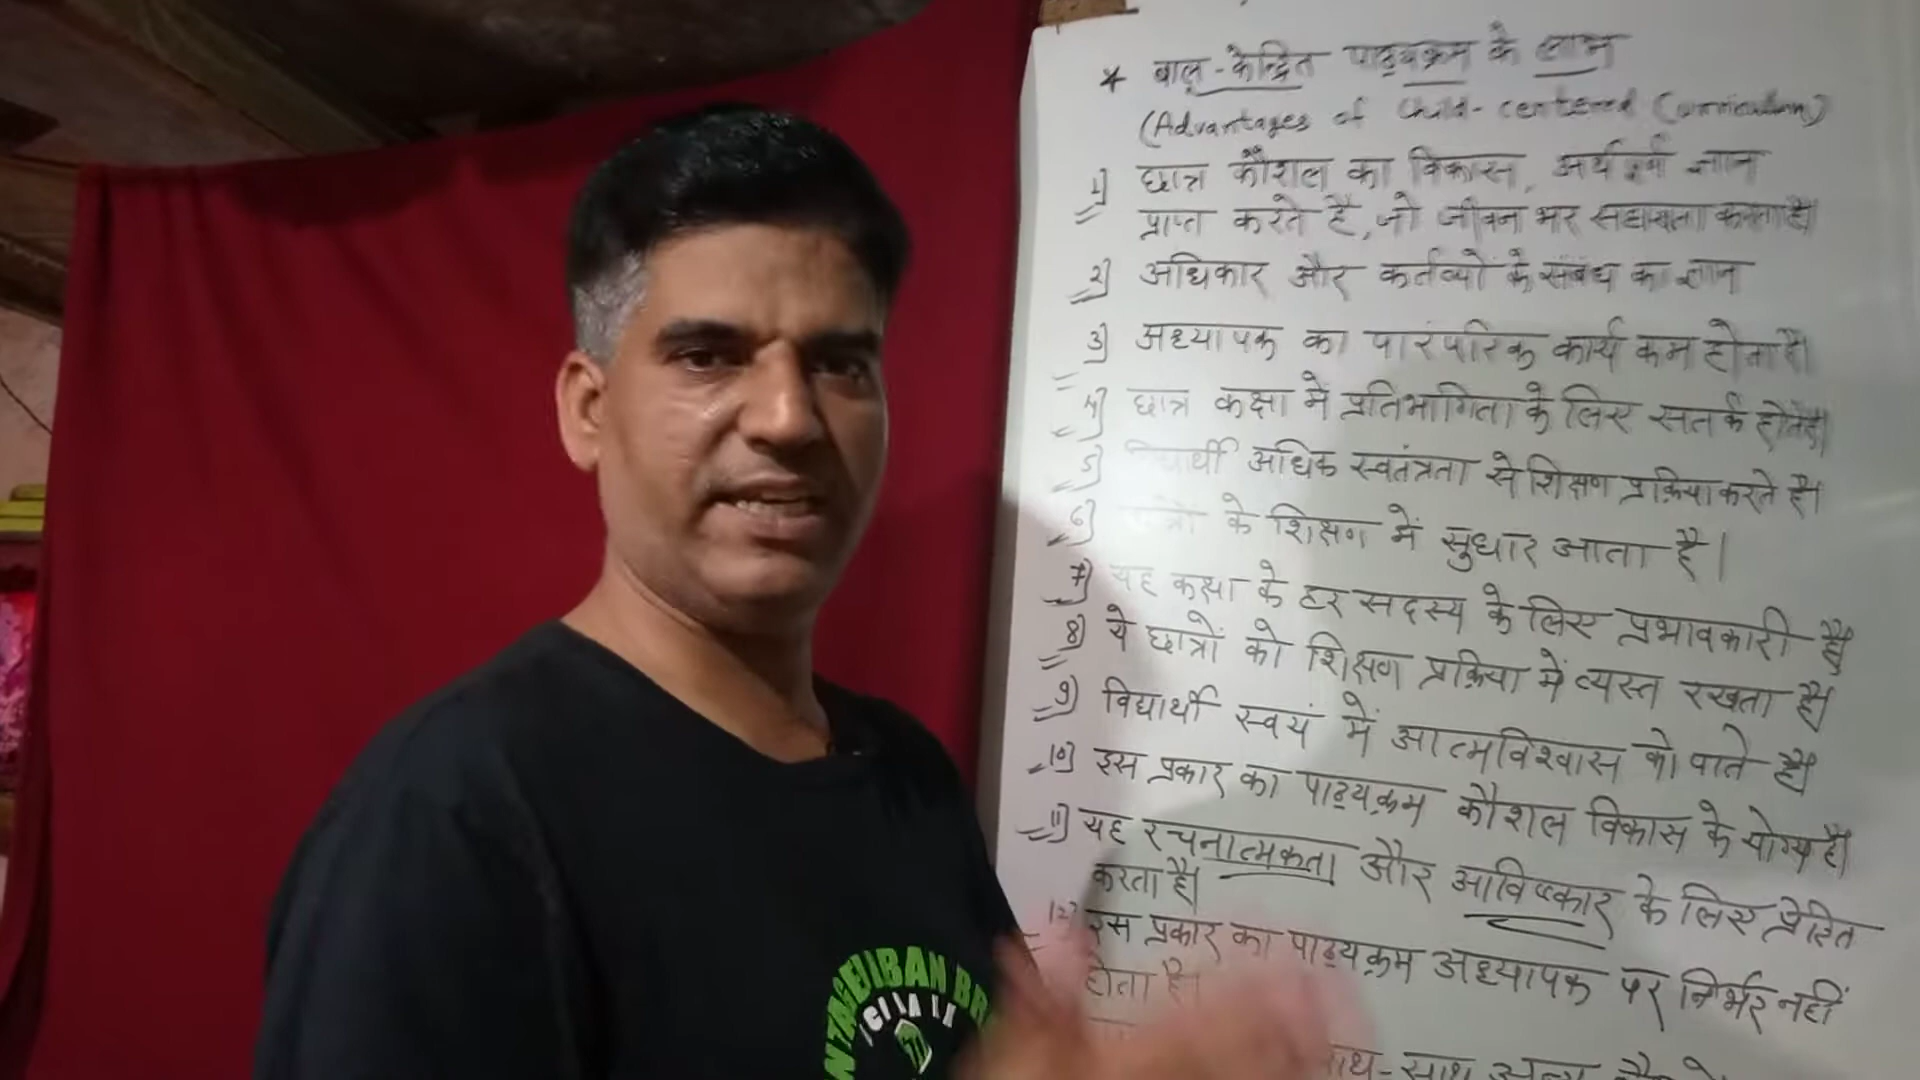 * बाल-केन्द्रित पाठ्यक्रम के लाभ
(Advantages of Child-centered Curriculum)
1) छात्र कौशल का विकास, अर्थपूर्ण ज्ञान
प्राप्त करते है, जो जीवन भर सहायता करता है।
2) अधिकार और कर्तव्यों के संबंध का ज्ञान
3) अध्यापक का पारंपरिक कार्य कम होता है।
4) छात्र कक्षा में प्रतिभागिता के लिए सतर्क होते है।
5) अधिक स्वतंत्रता से शिक्षण प्रक्रिया करते है।
6) के शिक्षण में सुधार आता है।
7) यह कक्षा के हर सदस्य के लिए प्रभावकारी है।
8) ये छात्रों को शिक्षण प्रक्रिया में व्यस्त रखता है।
9) विद्यार्थी स्वयं में आत्मविश्वास को पाते है।
10) इस प्रकार का पाठ्यक्रम कौशल विकास के योग्य है।
11) यह रचनात्मकता और आविष्कार के लिए प्रेरित
करता है।
12) इस प्रकार का पाठ्यक्रम अध्यापक पर निर्भर नहीं
होता है।
साथ-साथ अन्य